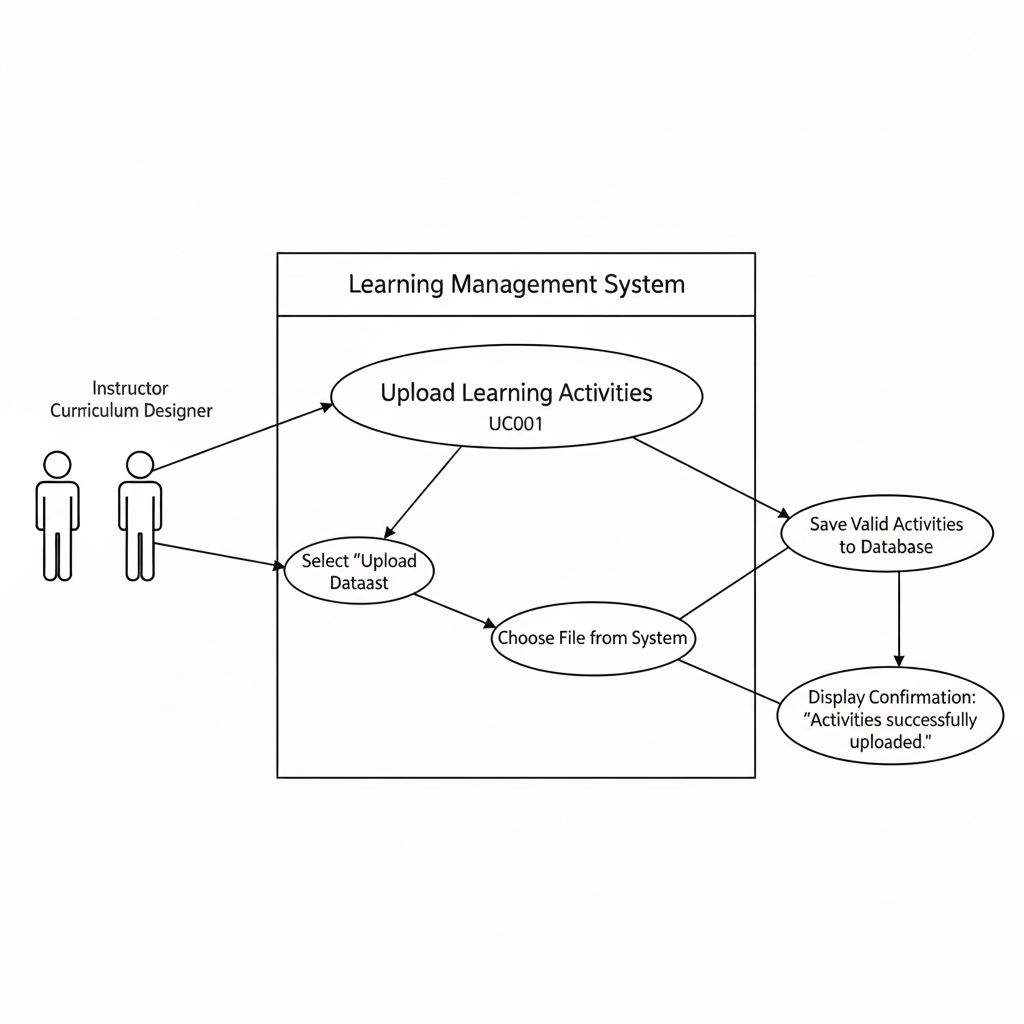 Learning Management System
Instructor
Curriculum Designer
Upload Learning Activities
UC001
Save Valid Activities
to Database
Select "Upload
Dataast
Choose File from System
Display Confirmation:
"Activities successfully
uploaded."